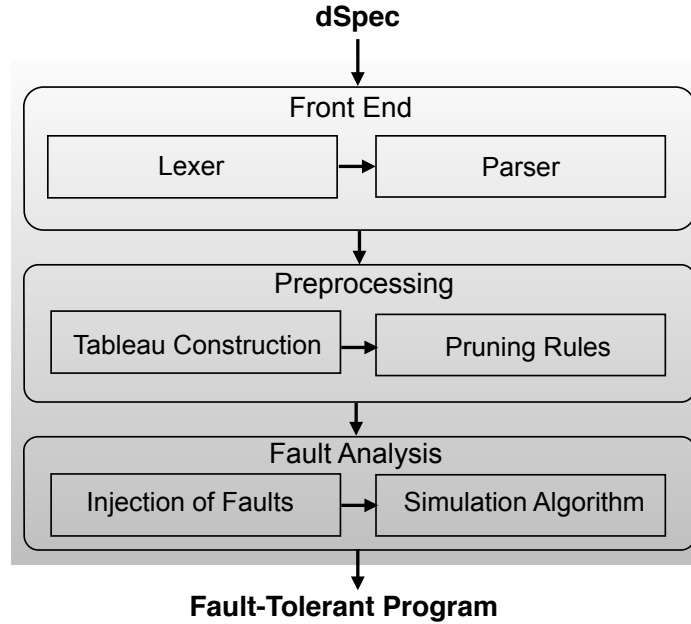 dSpec
Front End
Lexer
Parser
Preprocessing
Tableau Construction
Pruning Rules
Fault Analysis
Injection of Faults
Simulation Algorithm
Fault-Tolerant Program